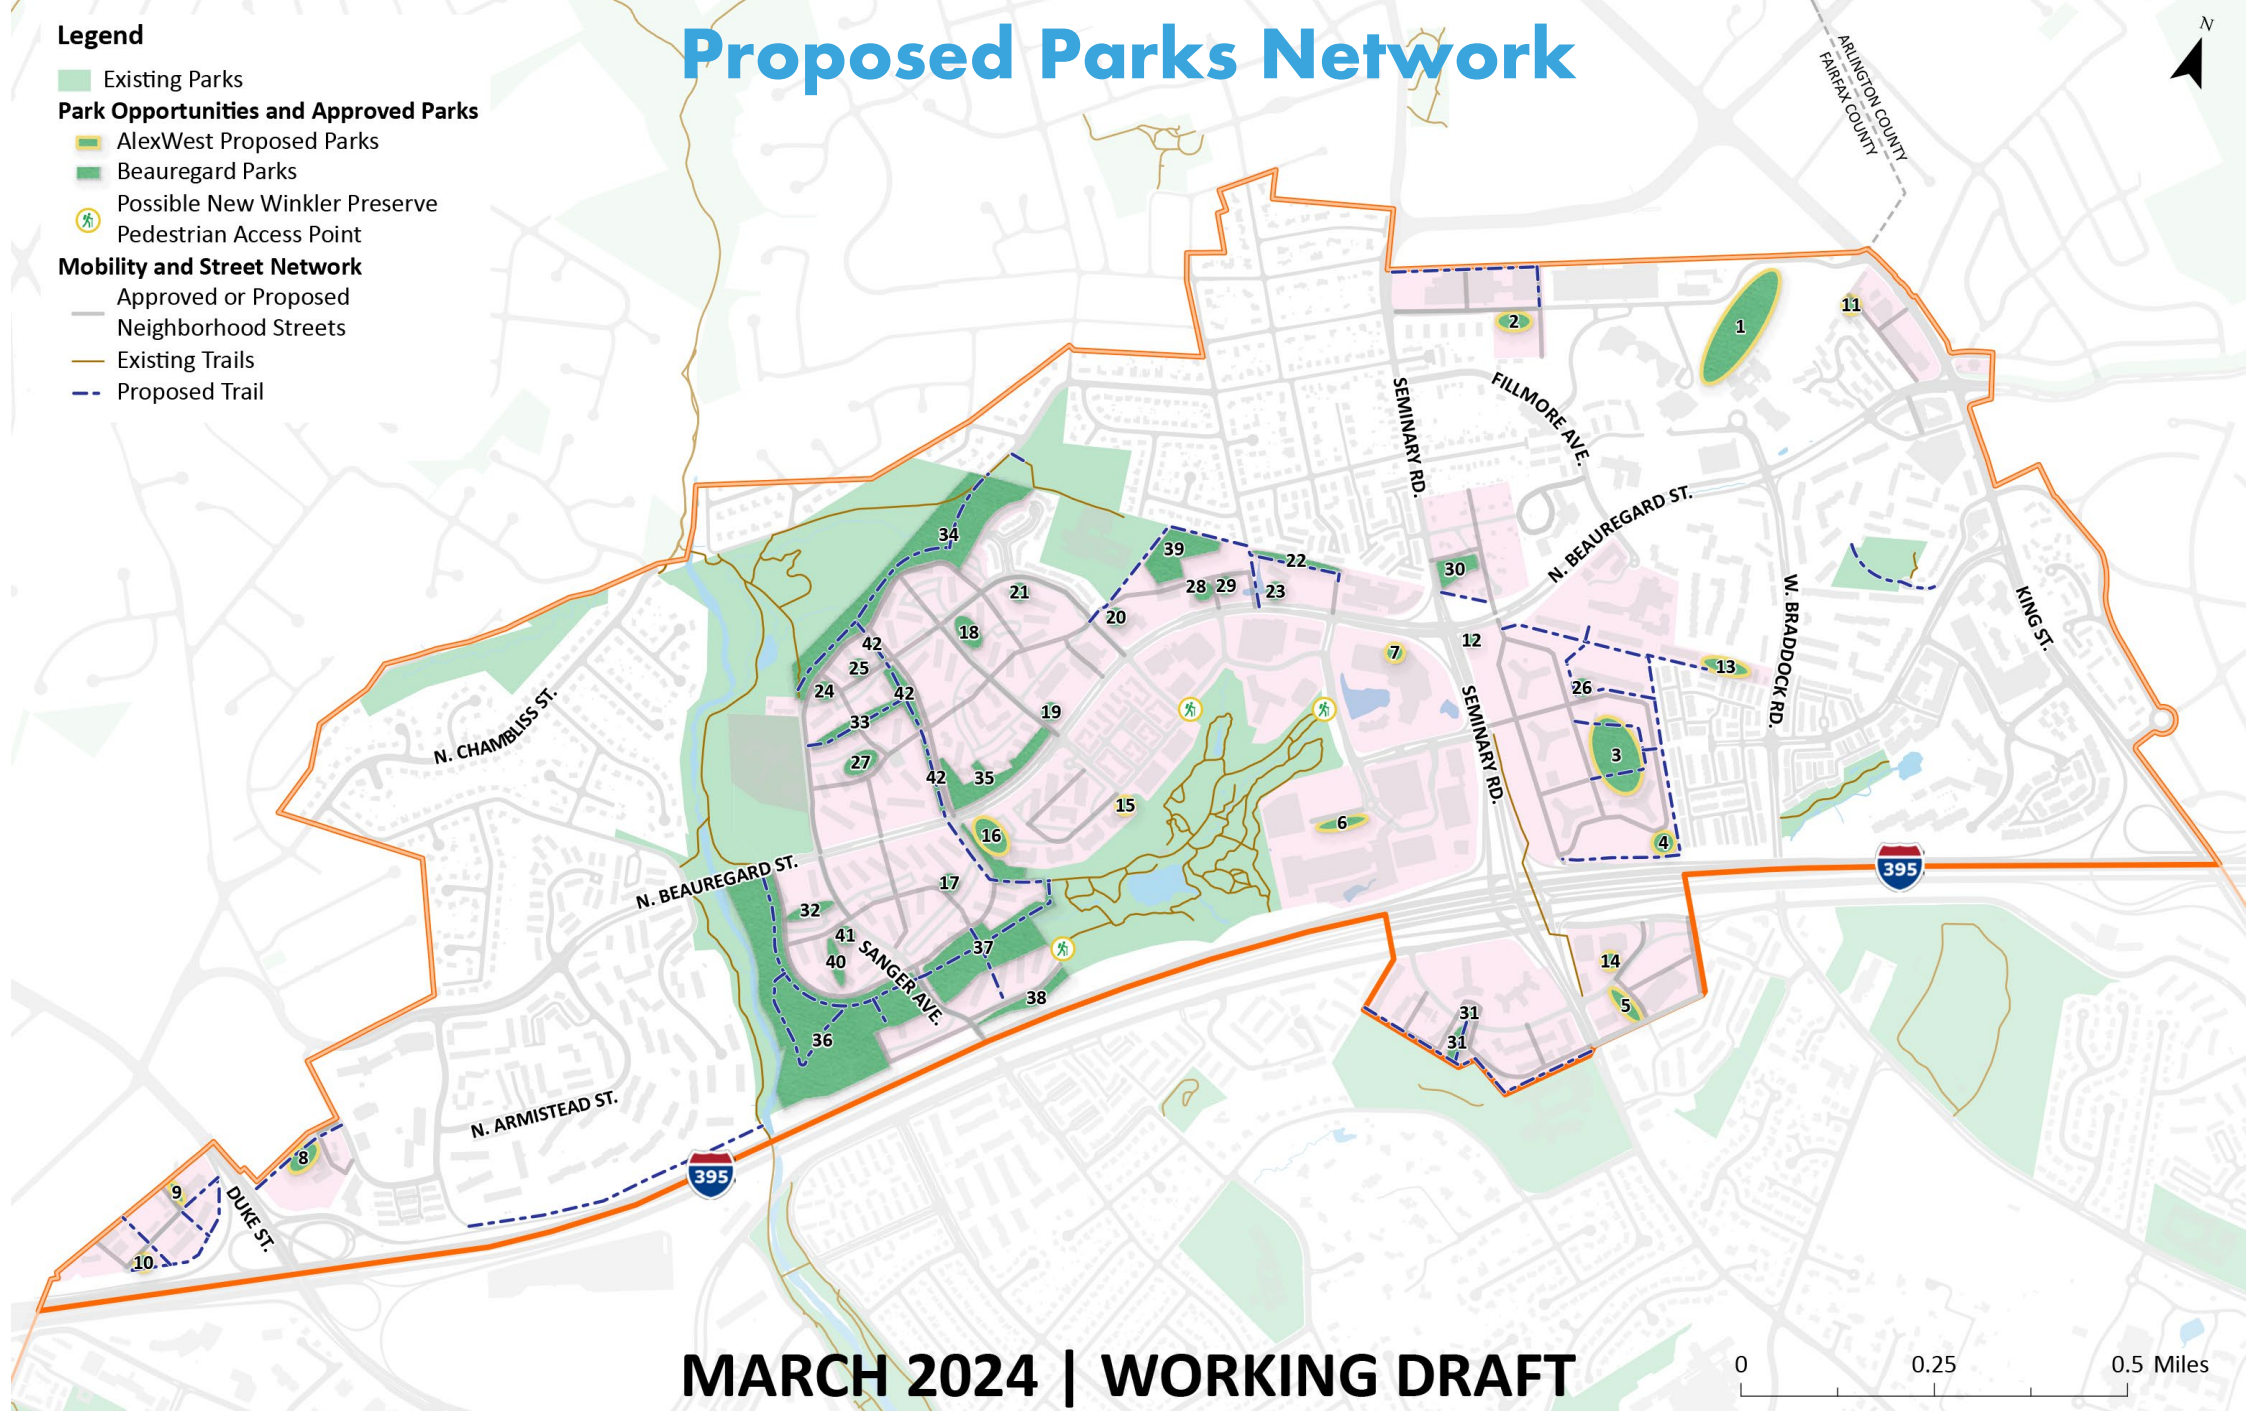 Proposed Parks Network
Legend
Existing Parks
Park Opportunities and Approved Parks
AlexWest Proposed Parks
Beauregard Parks
Possible New Winkler Preserve
Pedestrian Access Point
Mobility and Street Network
Approved or Proposed
Neighborhood Streets
Existing Trails
Proposed Trail
N
ARLINGTON COUNTY
FAIRFAX COUNTY
11
1
2
SEMINARY RD.
FILLMORE AVE.
N. BEAUREGARD ST.
34
39
22
30
28
29
23
21
20
18
42
12
7
W. BRADDOCK RD.
KING ST.
25
24
42
13
26
33
19
SEMINARY RD.
N. CHAMBLISS ST.
27
42
35
3
15
16
6
4
395
N. BEAUREGARD ST.
17
32
41
40
SANGER AVE.
37
38
14
5
31
31
36
N. ARMISTEAD ST.
8
395
9
DUKE ST.
10
MARCH 2024 | WORKING DRAFT
0
0.25
0.5 Miles